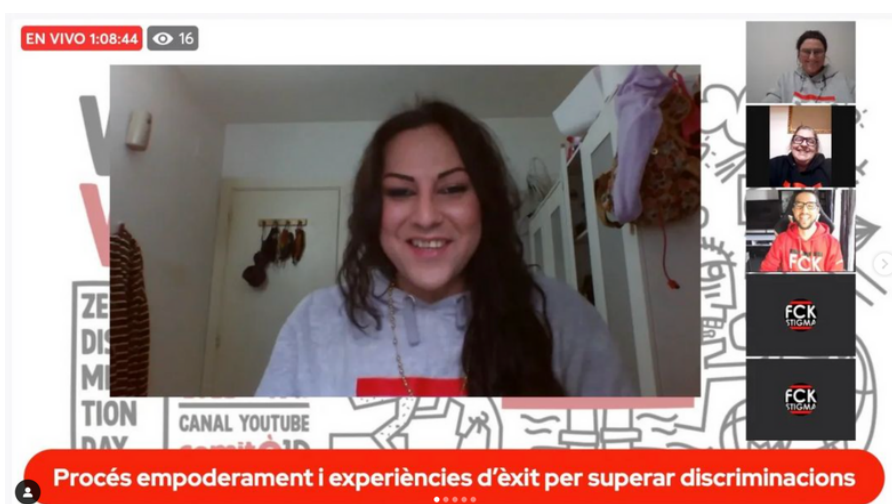 EN VIVO 1:08:44
16
ZE
DIS
MI
TION
DAY
CANAL YOUTUBE
comitè1D
FCK
FCK
STIGMA
FCK
STIGMA
Procés empoderament i experiències d'èxit per superar discriminacions